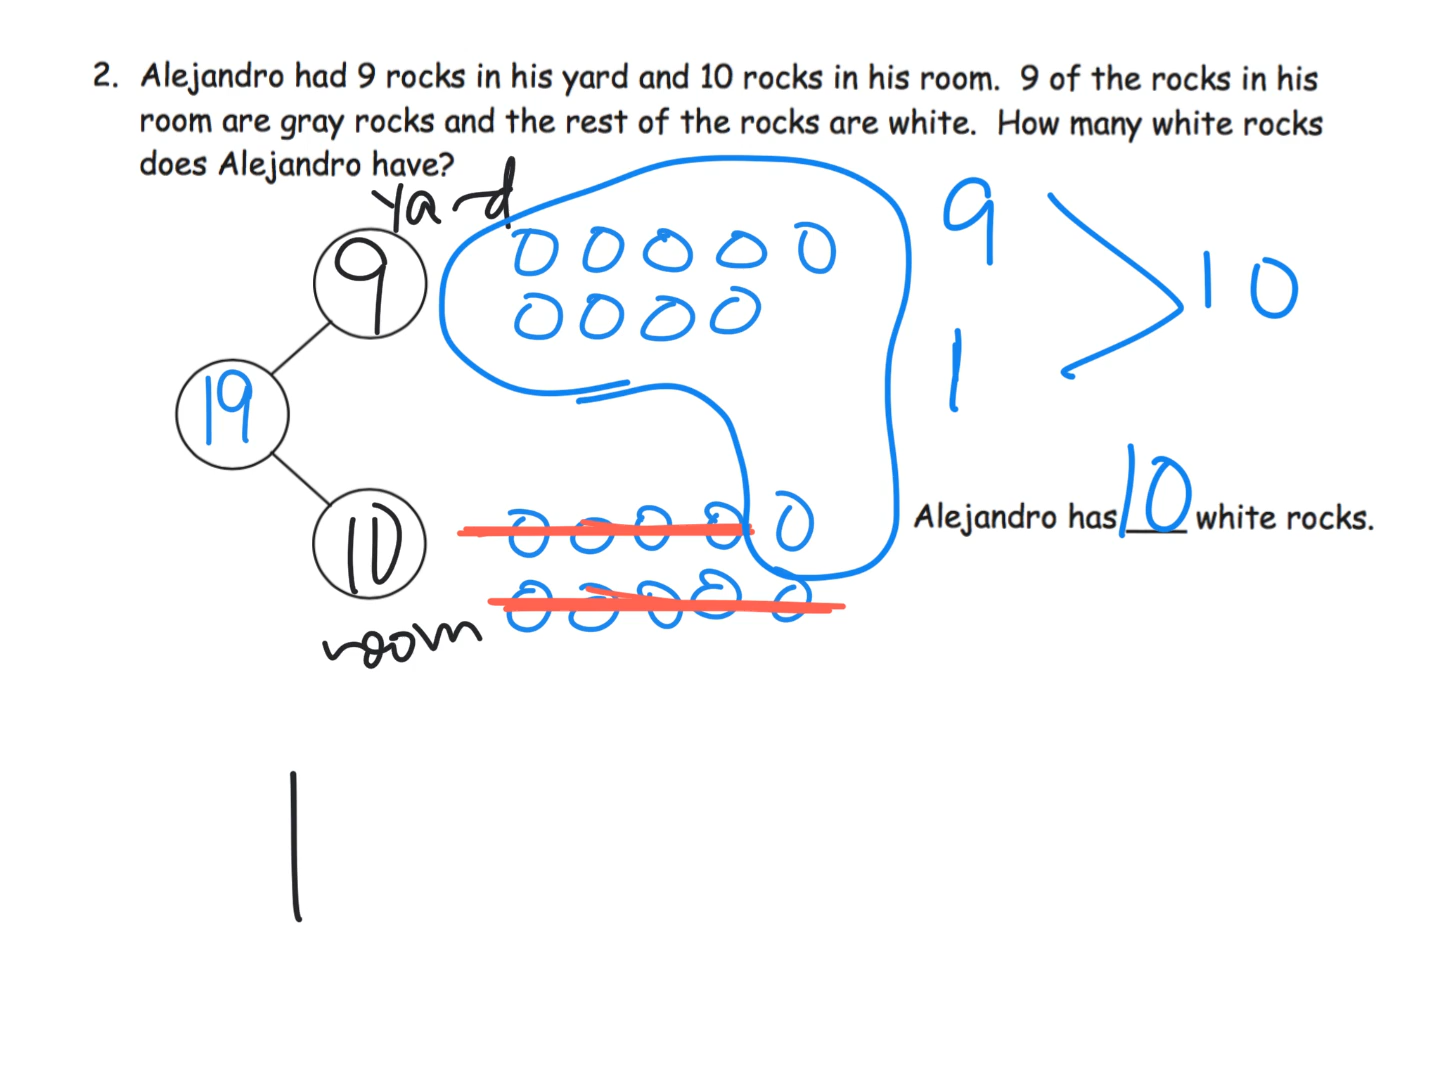 2. Alejandro had 9 rocks in his yard and 10 rocks in his room. 9 of the rocks in his
room are gray rocks and the rest of the rocks are white. How many white rocks
does Alejandro have?
yard
9
19
10
room
9
1
10
Alejandro has 10 white rocks.